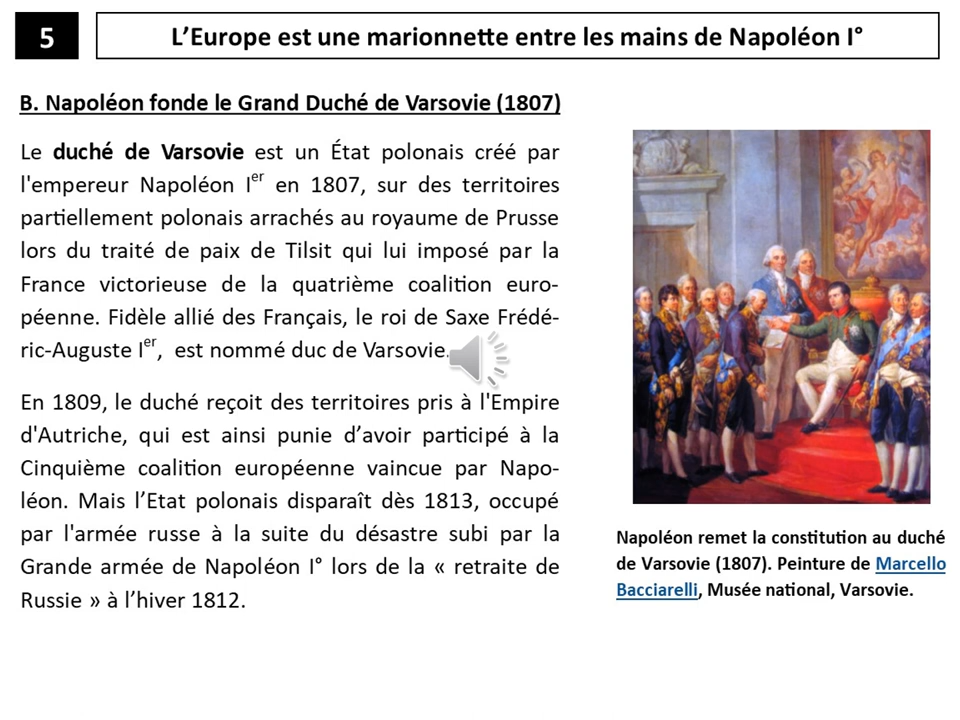 5
L’Europe est une marionnette entre les mains de Napoléon I°
B. Napoléon fonde le Grand Duché de Varsovie (1807)
Le duché de Varsovie est un État polonais créé par
l'empereur Napoléon Ier en 1807, sur des territoires
partiellement polonais arrachés au royaume de Prusse
lors du traité de paix de Tilsit qui lui imposé par la
France victorieuse de la quatrième coalition euro-
péenne. Fidèle allié des Français, le roi de Saxe Frédé-
ric-Auguste Ier, est nommé duc de Varsovie.
En 1809, le duché reçoit des territoires pris à l'Empire
d'Autriche, qui est ainsi punie d’avoir participé à la
Cinquième coalition européenne vaincue par Napo-
léon. Mais l’Etat polonais disparaît dès 1813, occupé
par l'armée russe à la suite du désastre subi par la
Grande armée de Napoléon I° lors de la « retraite de
Russie » à l’hiver 1812.
Napoléon remet la constitution au duché
de Varsovie (1807). Peinture de Marcello
Bacciarelli, Musée national, Varsovie.